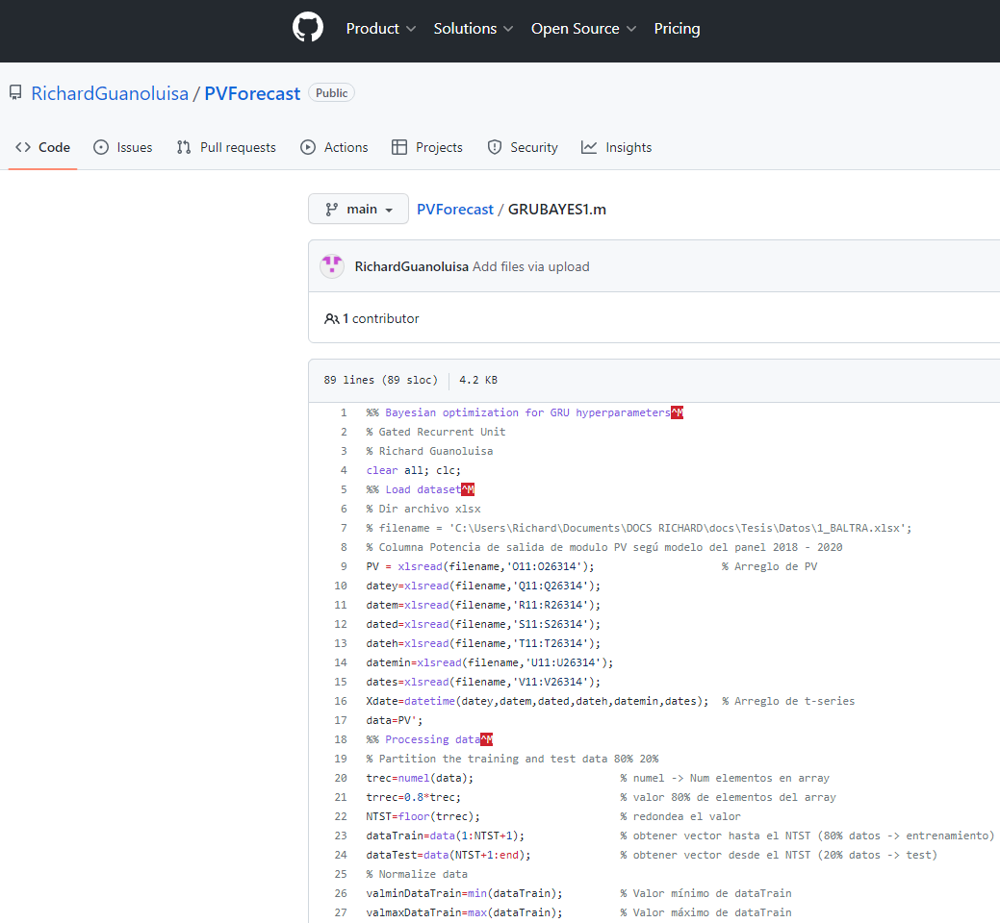 Product Solutions Open Source Pricing
RichardGuanoluisa / PVForecast Public
Code Issues Pull requests Actions Projects Security Insights
main PVForecast / GRUBAYES1.m
RichardGuanoluisa Add files via upload
1 contributor
89 lines (89 sloc) 4.2 KB
1 %% Bayesian optimization for GRU hyperparameters^M
2 % Gated Recurrent Unit
3 % Richard Guanoluisa
4 clear all; clc;
5 %% Load dataset^M
6 % Dir archivo xlsx
7 % filename = 'C:\Users\Richard\Documents\DOCS RICHARD\docs\Tesis\Datos\1_BALTRA.xlsx';
8 % Columna Potencia de salida de modulo PV segú modelo del panel 2018 - 2020
9 PV = xlsread(filename,'O11:O26314'); % Arreglo de PV
10 datey=xlsread(filename,'Q11:Q26314');
11 datem=xlsread(filename,'R11:R26314');
12 dated=xlsread(filename,'S11:S26314');
13 dateh=xlsread(filename,'T11:T26314');
14 datemin=xlsread(filename,'U11:U26314');
15 dates=xlsread(filename,'V11:V26314');
16 Xdate=datetime(datey,datem,dated,dateh,datemin,dates); % Arreglo de t-series
17 data=PV';
18 %% Processing data^M
19 % Partition the training and test data 80% 20%
20 trec=numel(data); % numel -> Num elementos en array
21 trrec=0.8*trec; % valor 80% de elementos del array
22 NTST=floor(trrec); % redondea el valor
23 dataTrain=data(1:NTST+1); % obtener vector hasta el NTST (80% datos -> entrenamiento)
24 dataTest=data(NTST+1:end); % obtener vector desde el NTST (20% datos -> test)
25 % Normalize data
26 valminDataTrain=min(dataTrain); % Valor mínimo de dataTrain
27 valmaxDataTrain=max(dataTrain); % Valor máximo de dataTrain